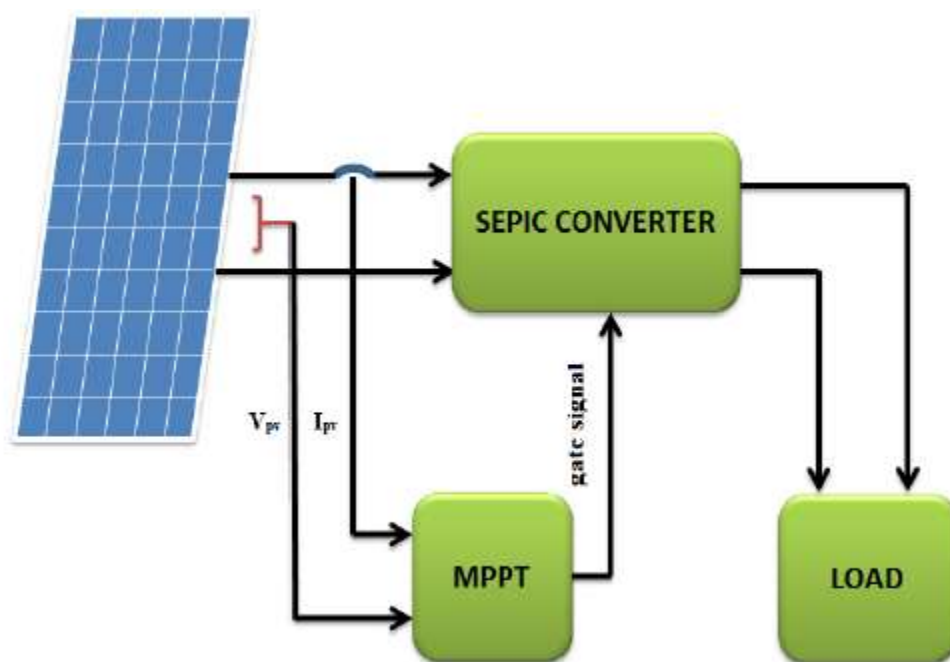 SEPIC CONVERTER
Vpv
Ipv
gate signal
MPPT
LOAD